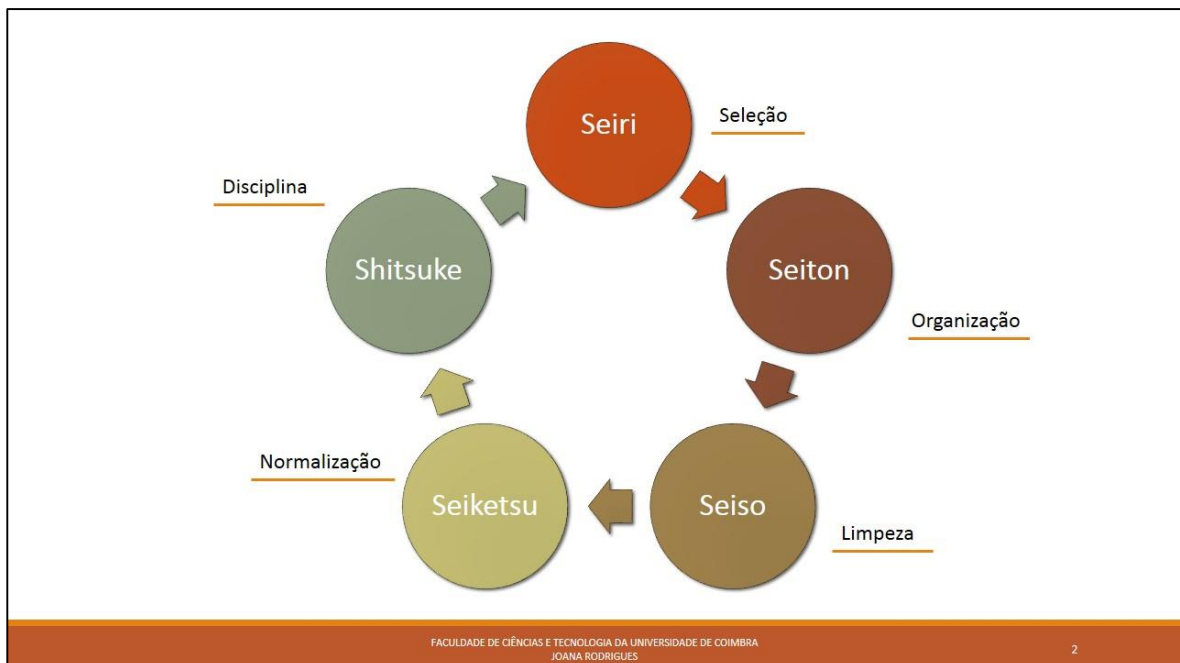 Seiri
Seleção
Seiton
Organização
Seiso
Limpeza
Seiketsu
Normalização
Shitsuke
Disciplina
FACULDADE DE CIÊNCIAS E TECNOLOGIA DA UNIVERSIDADE DE COIMBRA
JOANA RODRIGUES
2